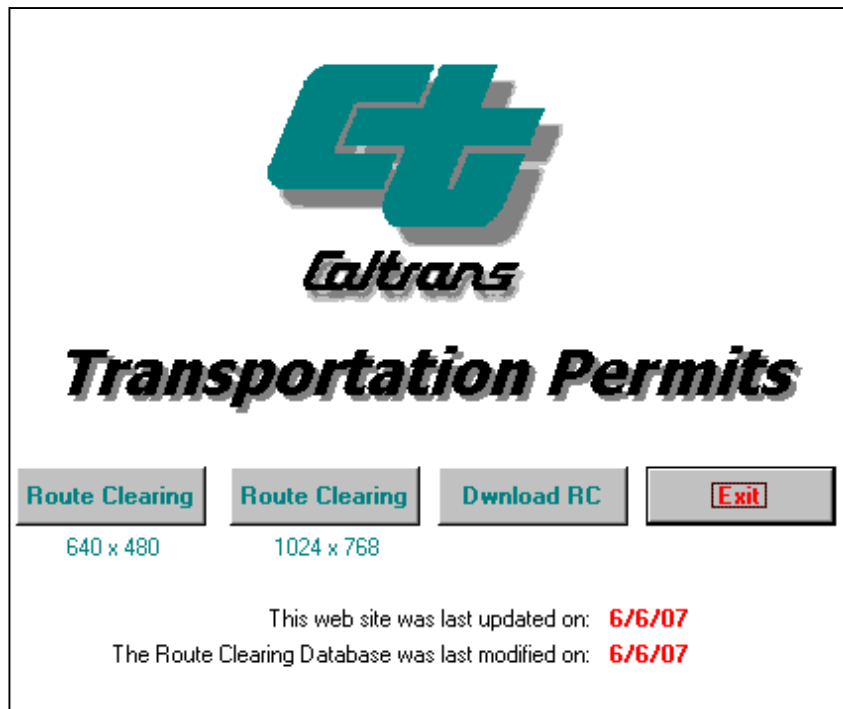 Ct
Caltrans
Transportation Permits
Route Clearing Route Clearing Dwnload RC Exit
640 x 480 1024 x 768
This web site was last updated on: 6/6/07
The Route Clearing Database was last modified on: 6/6/07